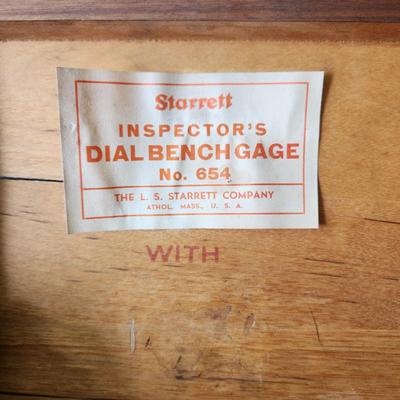 Starrett
INSPECTOR'S
DIAL BENCH GAGE
No. 654
THE L. S. STARRETT COMPANY
ATHOL, MASS., U. S. A.
WITH